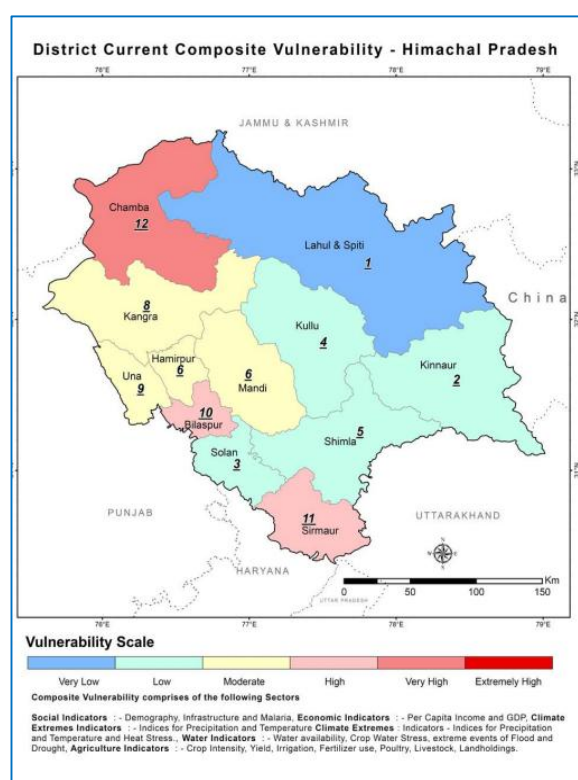 District Current Composite Vulnerability - Himachal Pradesh
76°E 77°E 78°E 79°E
JAMMU & KASHMIR
Chamba
12
Lahul & Spiti
1
China
8
Kangra
Kullu
4
Hamirpur
6
Una
9
6
Mandi
Kinnaur
2
10
Bilaspur
5
Shimla
Solan
3
PUNJAB
11
Sirmaur
UTTARAKHAND
HARYANA
N
W E
S
Km
0 25 50 100 150
UTTAR PRADESH
76°E 77°E 78°E 79°E
Vulnerability Scale
Very Low Low Moderate High Very High Extremely High
Composite Vulnerability comprises of the following Sectors
Social Indicators : - Demography, Infrastructure and Malaria, Economic Indicators : - Per Capita Income and GDP, Climate
Extremes Indicators : - Indices for Precipitation and Temperature Climate Extremes : Indicators - Indices for Precipitation
and Temperature and Heat Stress., Water Indicators : - Water availability, Crop Water Stress, extreme events of Flood and
Drought, Agriculture Indicators : - Crop Intensity, Yield, Irrigation, Fertilizer use, Poultry, Livestock, Landholdings.